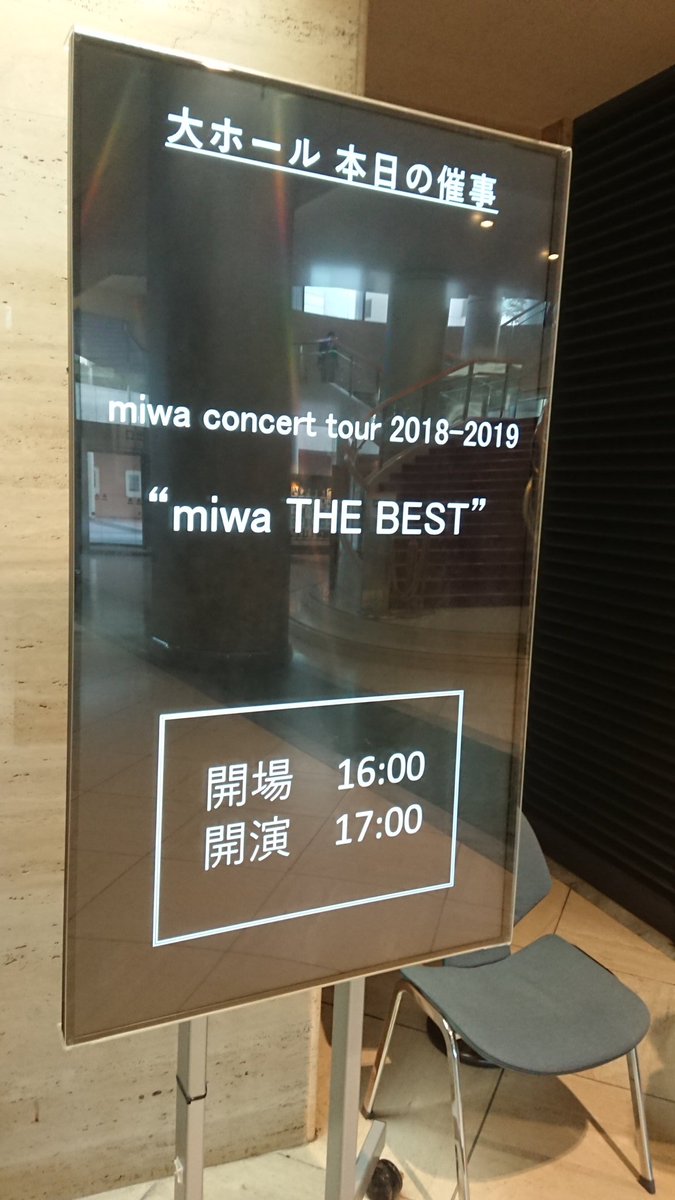 大ホール 本日の催事
miwa concert tour 2018-2019
“miwa THE BEST”
開場 16:00
開演 17:00